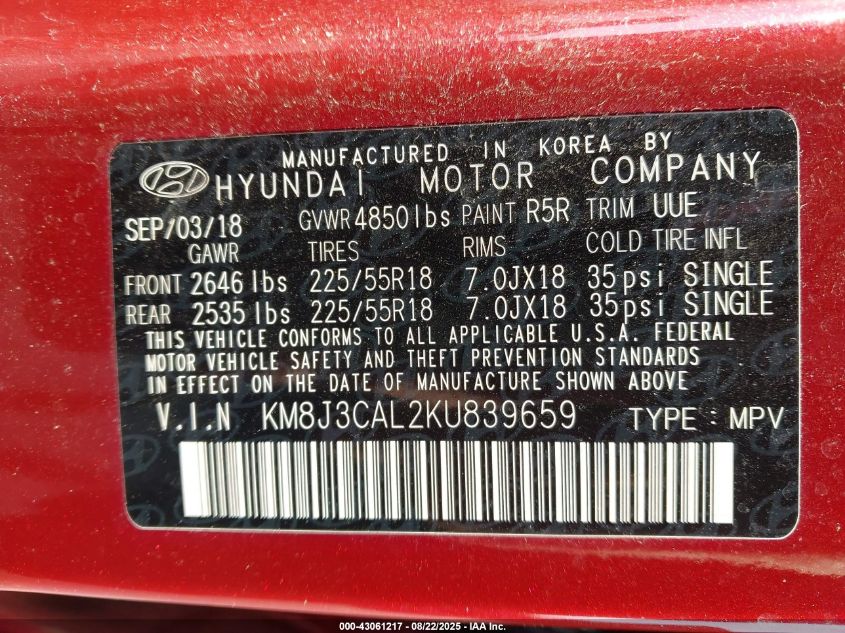 MANUFACTURED IN KOREA BY
HYUNDAI MOTOR COMPANY
SEP/03/18 GVWR 4850 lbs PAINT R5R TRIM UUE
GAWR TIRES RIMS COLD TIRE INFL
FRONT 2646 lbs 225/55R18 7.0JX18 35psi SINGLE
REAR 2535 lbs 225/55R18 7.0JX18 35psi SINGLE
THIS VEHICLE CONFORMS TO ALL APPLICABLE U.S.A. FEDERAL
MOTOR VEHICLE SAFETY AND THEFT PREVENTION STANDARDS
IN EFFECT ON THE DATE OF MANUFACTURE SHOWN ABOVE.
V.I.N KM8J3CAL2KU839659 TYPE: MPV
000-43061217 - 08/22/2025 - IAA Inc.